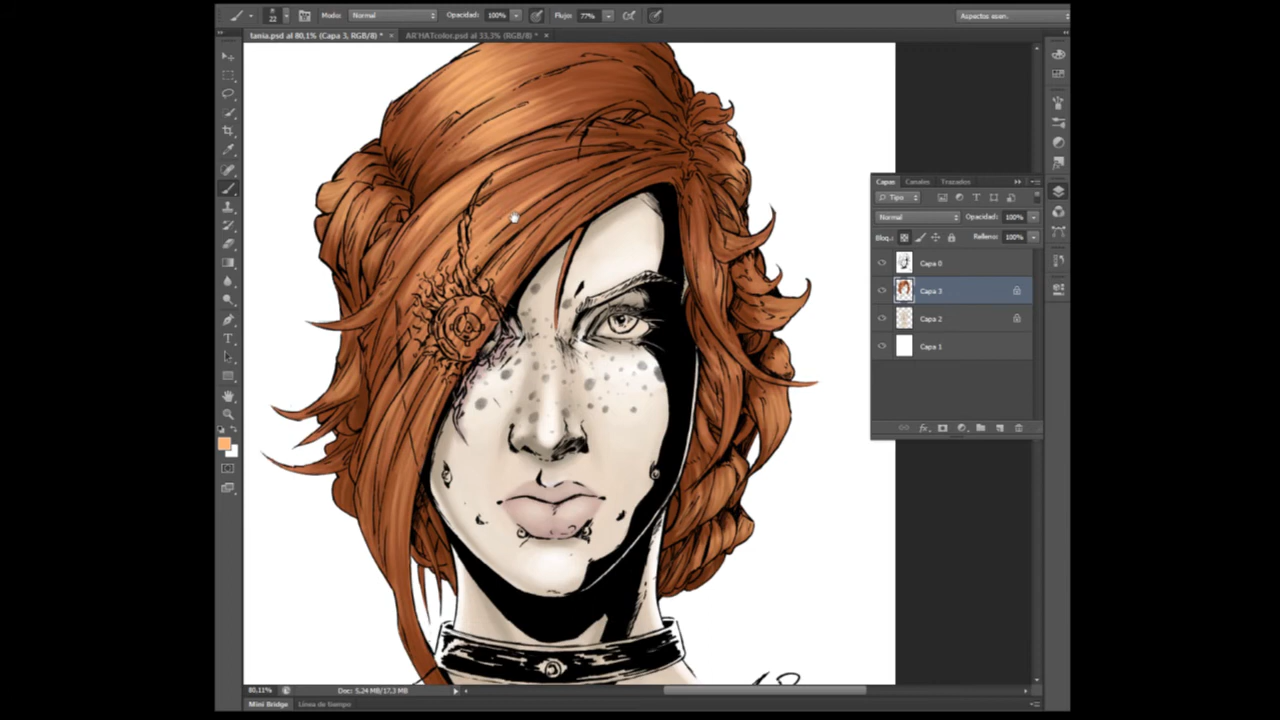 22 Modo: Normal Opacidad: 100% Flujo: 77% Aspectos esen.
tania.psd al 80,1% (Capa 3, RGB/8) * × AR'HATcolor.psd al 33,3% (RGB/8) * ×
Capas Canales Trazados
Tipo
Normal Opacidad: 100%
Bloq.: Relleno: 100%
Capa 0
Capa 3
Capa 2
Capa 1
fx
80.11% Doc: 5,24 MB/17,3 MB
Mini Bridge Línea de tiempo